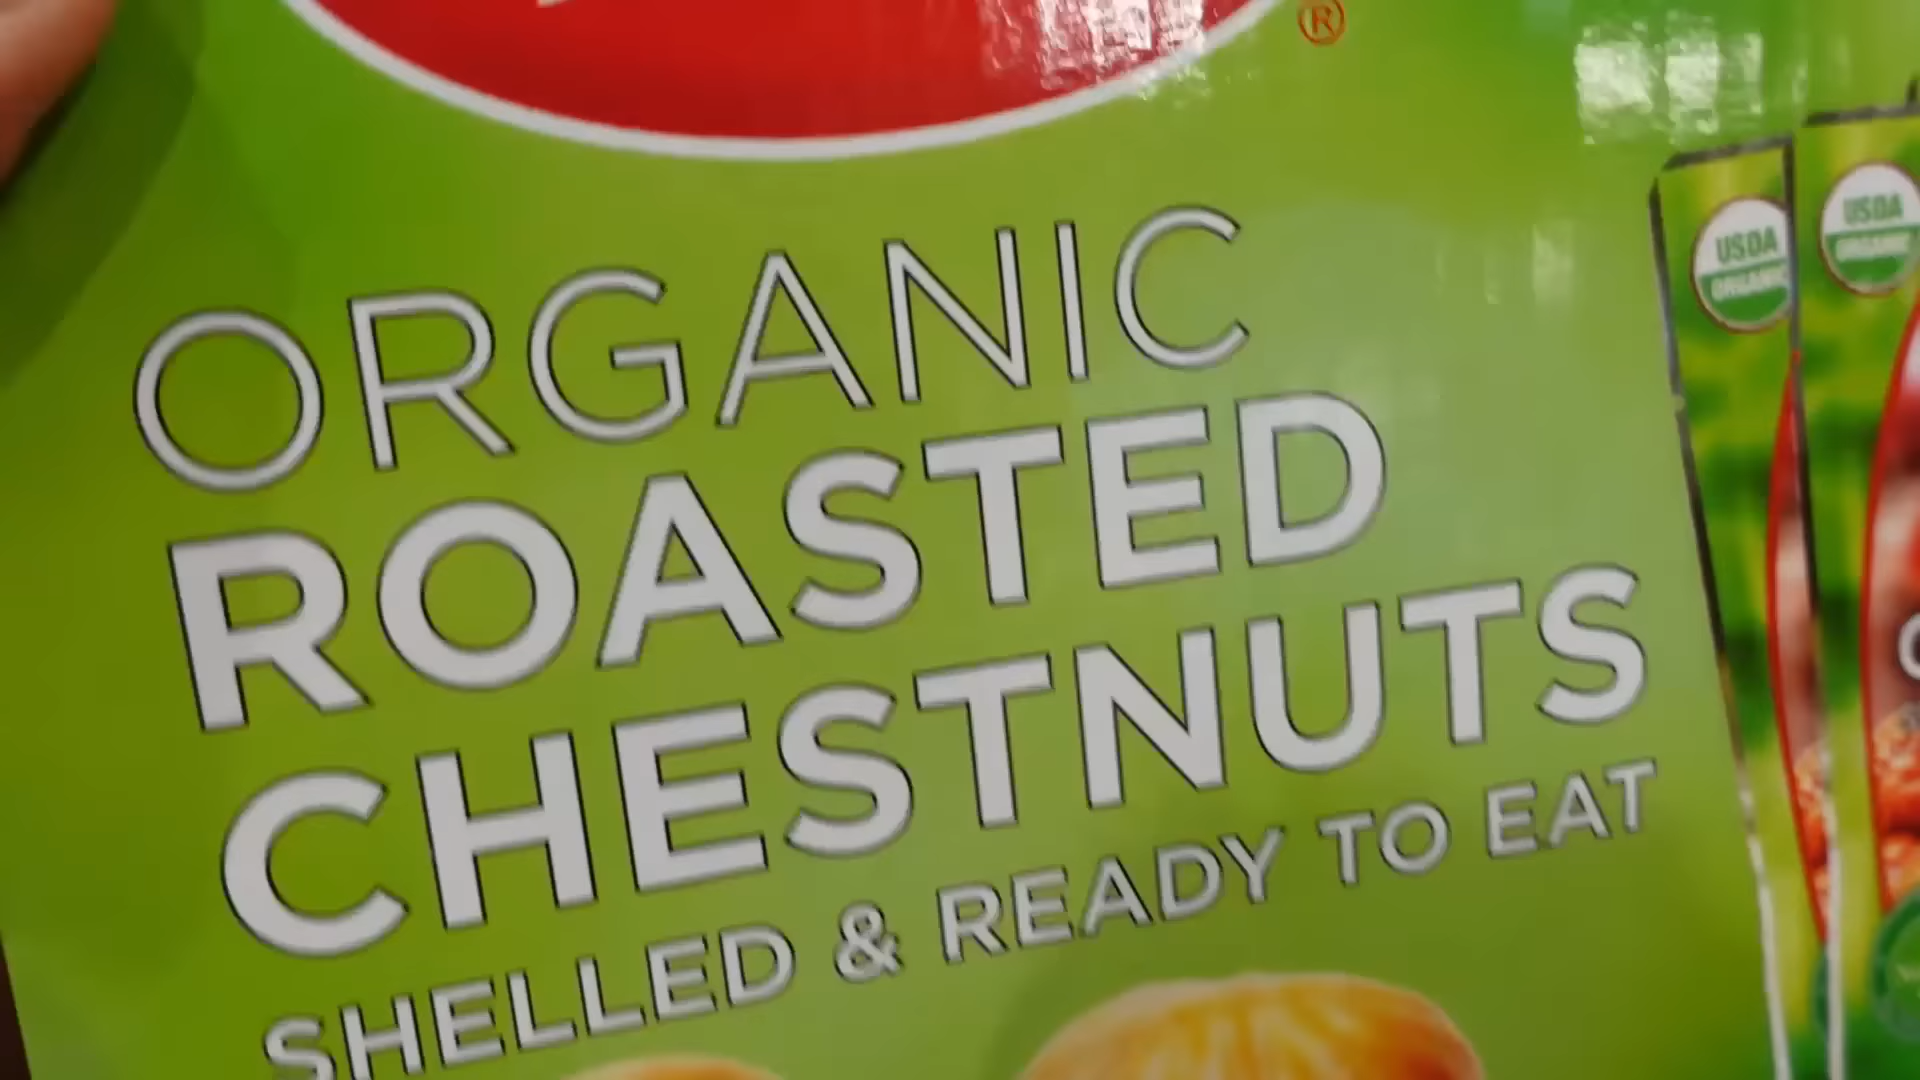 ®
ORGANIC
ROASTED
CHESTNUTS
SHELLED & READY TO EAT
USDA
ORGANIC
USDA
ORGANIC